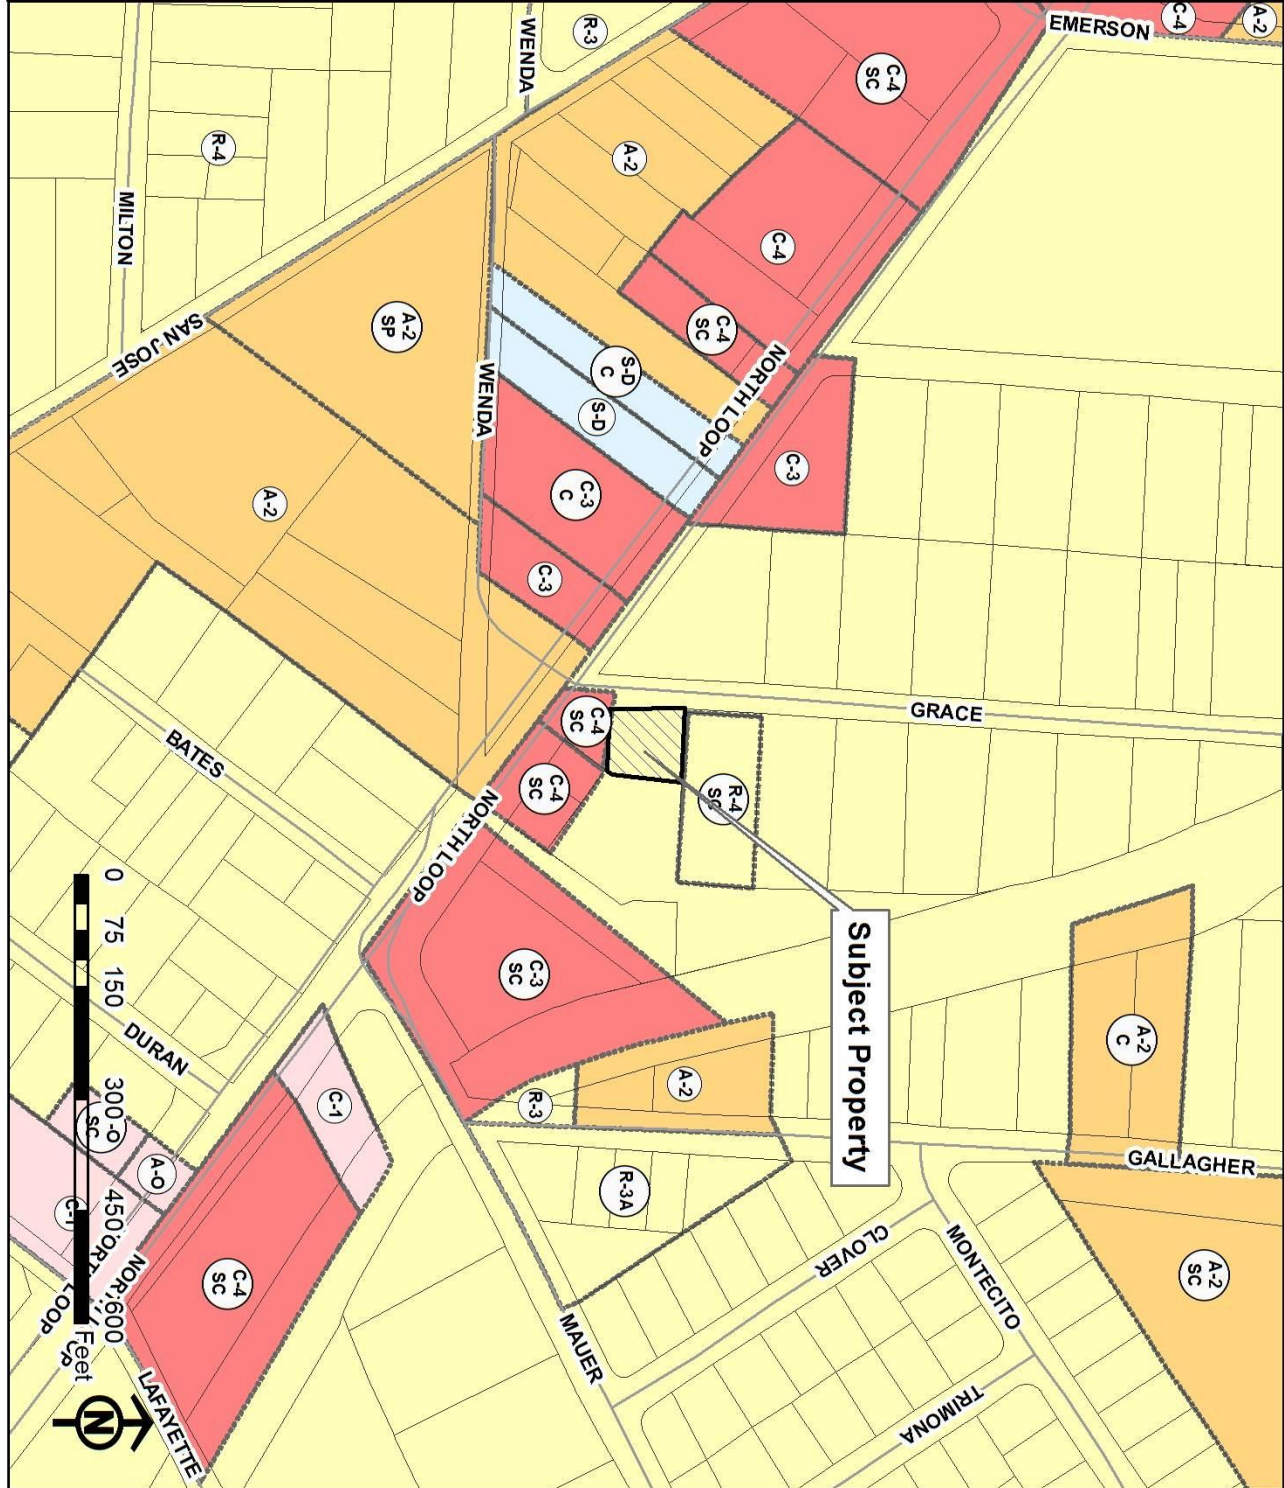 EMERSON
C-4
A-2
WENDA
R-3
C-4
SC
R-4
A-2
MILTON
C-4
C-4
SC
SAN JOSE
A-2
SP
WENDA
S-D
C
S-D
NORTH LOOP
C-3
C-3
C
C-3
A-2
GRACE
C-4
SC
C-4
SC
R-4
SC
BATES
NORTH LOOP
Subject Property
C-3
SC
A-2
C
DURAN
C-1
R-3
A-2
GALLAGHER
SC
A-O
R-3A
CLOVER
MONTECITO
A-2
SC
C-4
SC
MAUER
TRIMONA
LAFAYETTE
LOOP
0 75 150 300 450 600
Feet
N